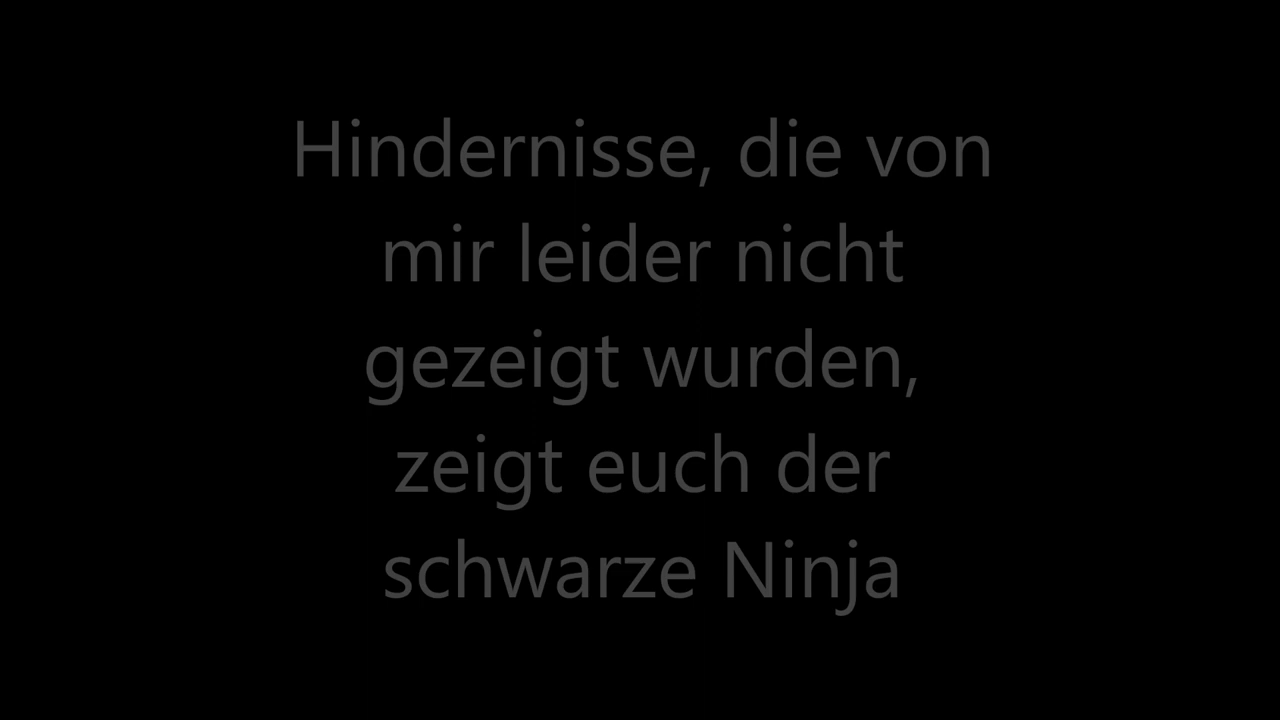 Hindernisse, die von
mir leider nicht
gezeigt wurden,
zeigt euch der
schwarze Ninja